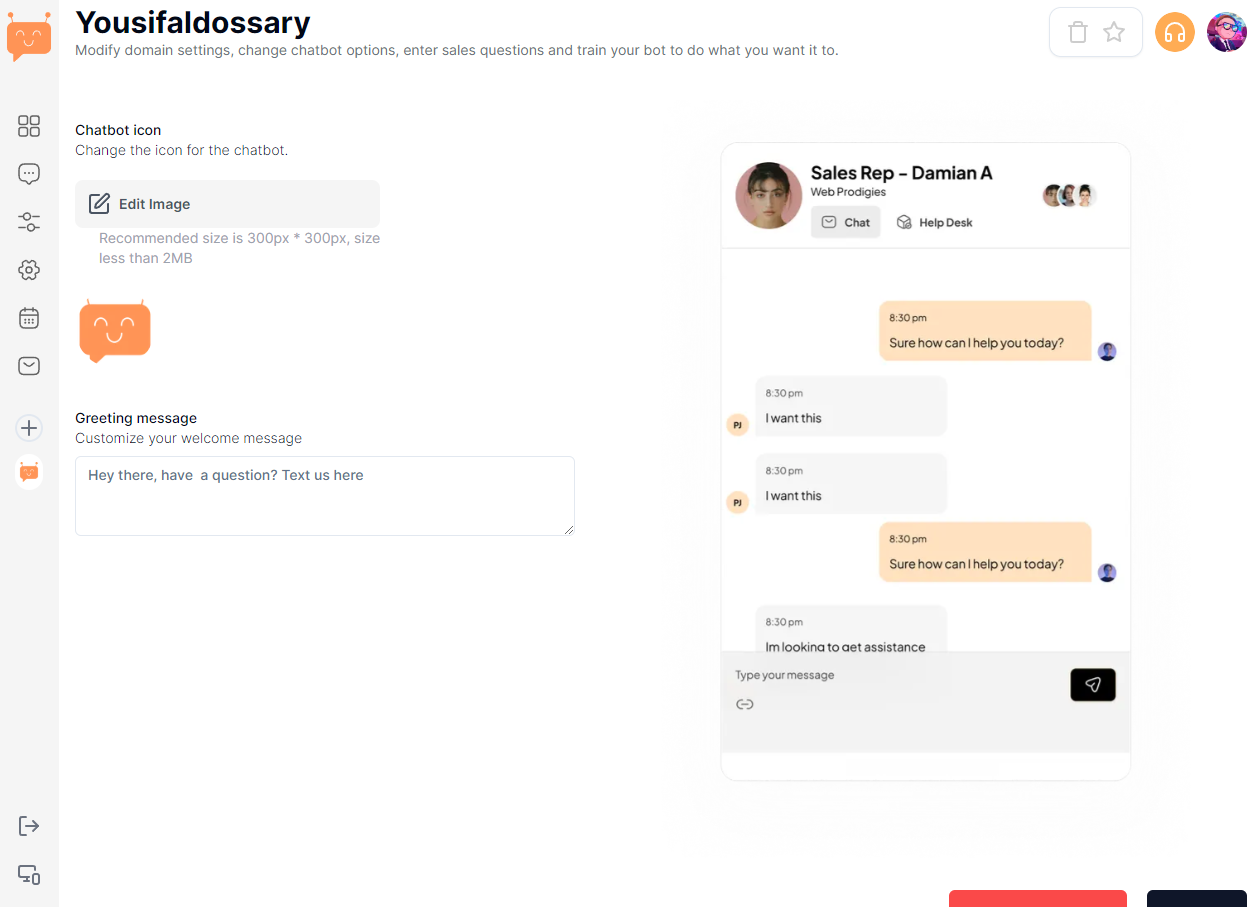 Yousifaldossary
Modify domain settings, change chatbot options, enter sales questions and train your bot to do what you want it to.
Chatbot icon
Change the icon for the chatbot.
Edit Image
Recommended size is 300px * 300px, size
less than 2MB
Greeting message
Customize your welcome message
Hey there, have  a question? Text us here
Sales Rep - Damian A
Web Prodigies
Chat
Help Desk
8:30 pm
Sure how can I help you today?
8:30 pm
I want this
PJ
8:30 pm
I want this
PJ
8:30 pm
Sure how can I help you today?
8:30 pm
Im looking to get assistance
Type your message